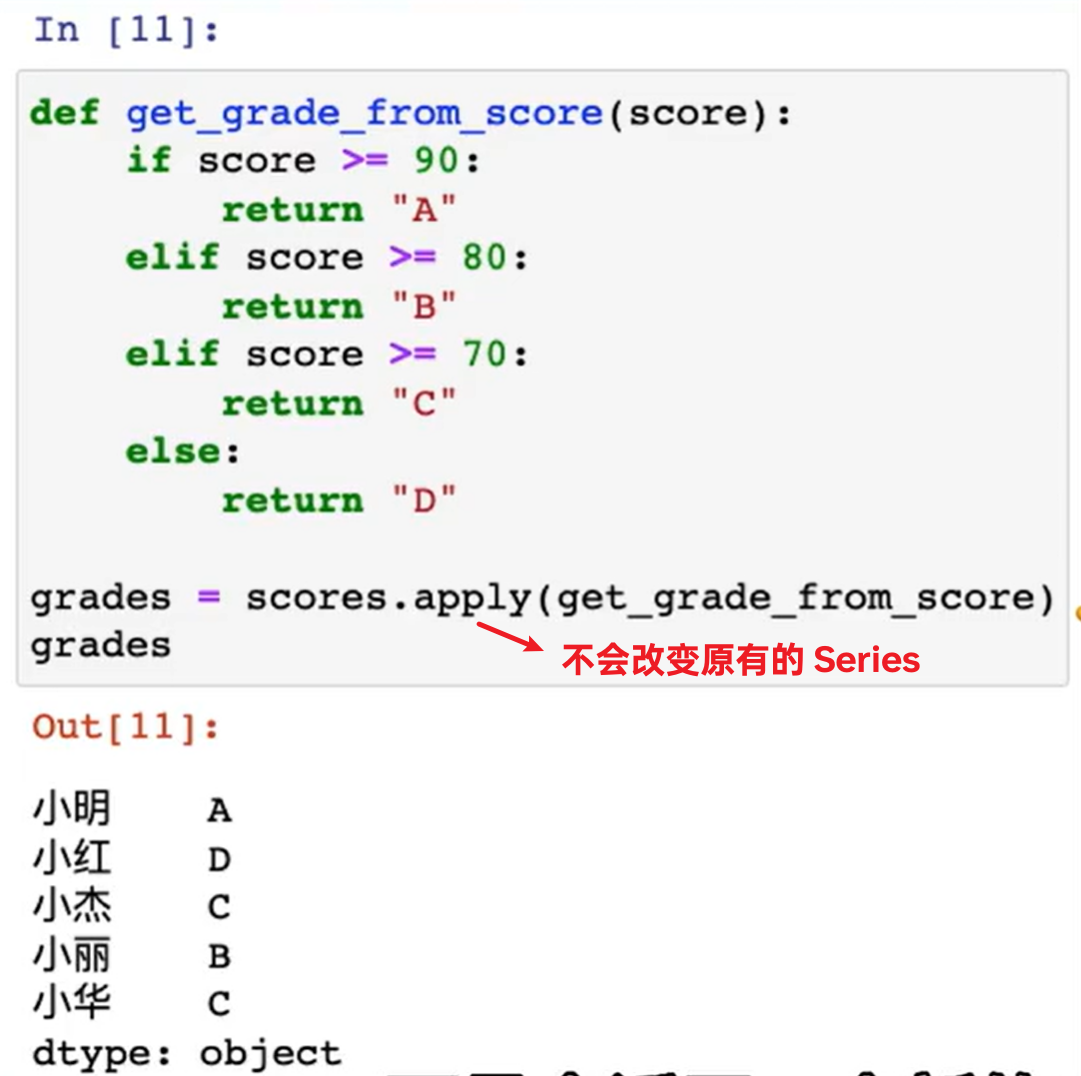 In [11]:
def get_grade_from_score(score):
    if score >= 90:
        return "A"
    elif score >= 80:
        return "B"
    elif score >= 70:
        return "C"
    else:
        return "D"
grades = scores.apply(get_grade_from_score)
grades
不会改变原有的 Series
Out[11]:
小明    A
小红    D
小杰    C
小丽    B
小华    C
dtype: object